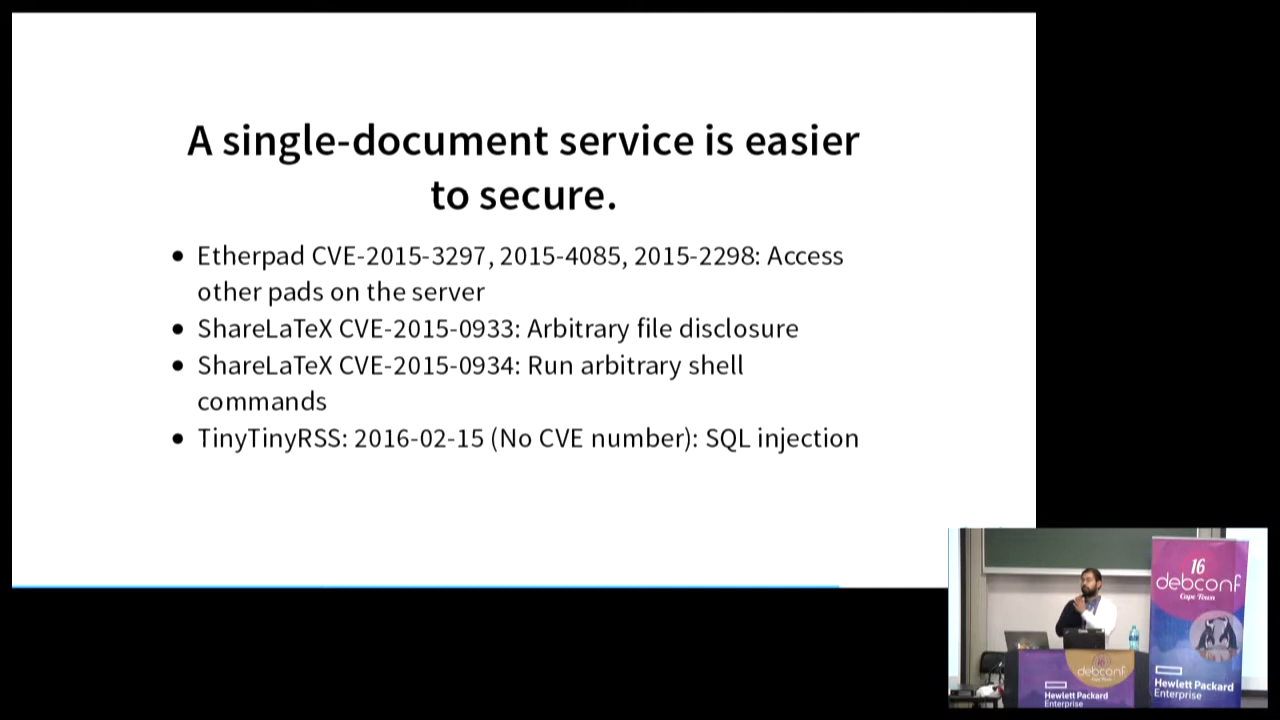 A single-document service is easier
to secure.
• Etherpad CVE-2015-3297, 2015-4085, 2015-2298: Access
other pads on the server
• ShareLaTeX CVE-2015-0933: Arbitrary file disclosure
• ShareLaTeX CVE-2015-0934: Run arbitrary shell
commands
• TinyTinyRSS: 2016-02-15 (No CVE number): SQL injection
16
debconf
Cape Town
Hewlett Packard
Enterprise
16
debconf
Cape Town
Hewlett Packard
Enterprise